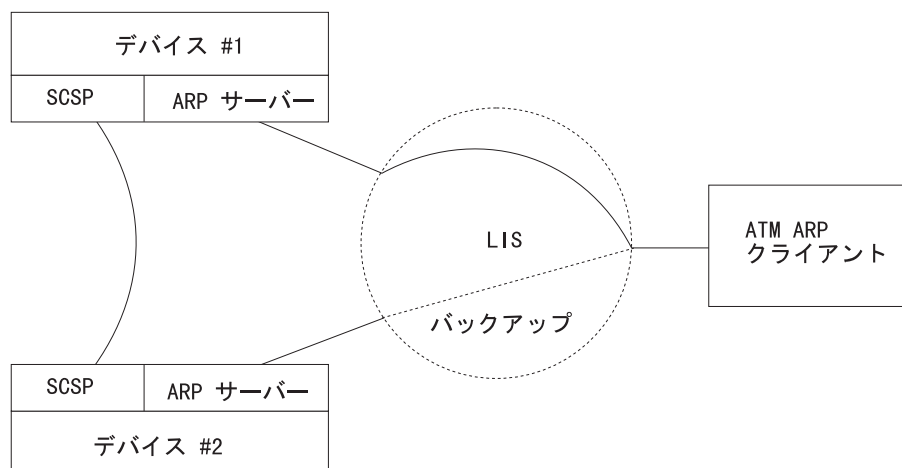 デバイス #1
SCSP
ARP サーバー
LIS
ATM ARP
クライアント
バックアップ
SCSP
ARP サーバー
デバイス #2